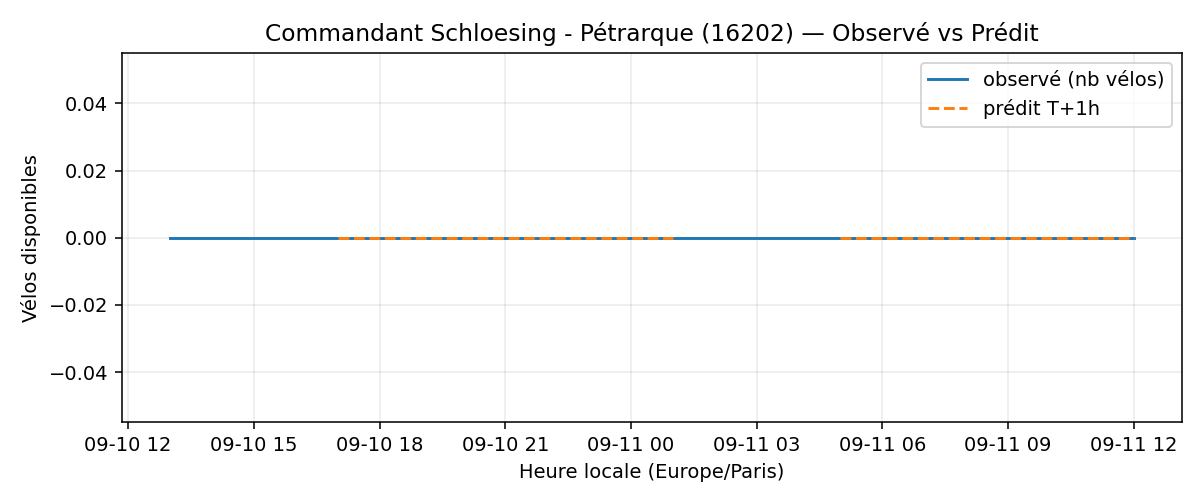 Commandant Schloesing - Pétrarque (16202) — Observé vs Prédit
observé (nb vélos)
prédit T+1h
Vélos disponibles
0.04
0.02
0.00
−0.02
−0.04
09-10 12 09-10 15 09-10 18 09-10 21 09-11 00 09-11 03 09-11 06 09-11 09 09-11 12
Heure locale (Europe/Paris)